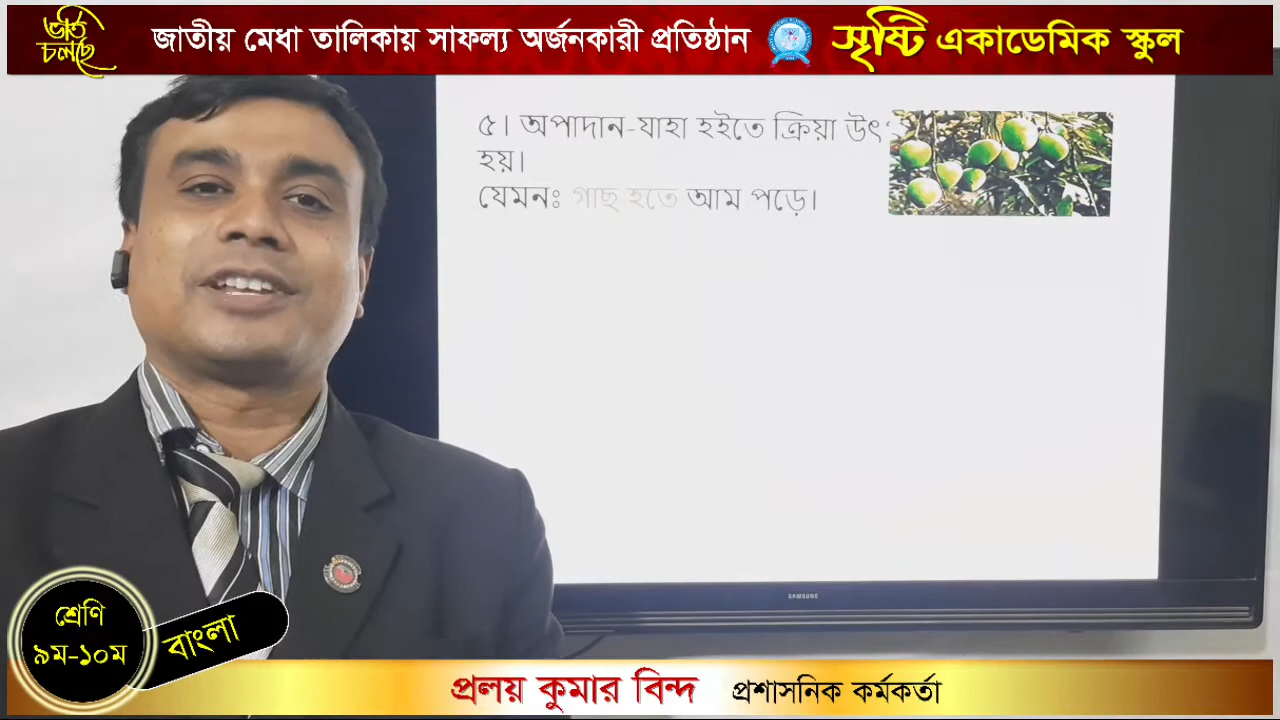 ভর্তি
চলছে
জাতীয় মেধা তালিকায় সাফল্য অর্জনকারী প্রতিষ্ঠান সৃষ্টি একাডেমিক স্কুল
৫। অপাদান-যাহা হইতে ক্রিয়া
হয়।
যেমনঃ গাছ হতে আম পড়ে।
SAMSUNG
শ্রেণি
৯ম-১০ম
বাংলা
প্রলয় কুমার বিন্দ প্রশাসনিক কর্মকর্তা